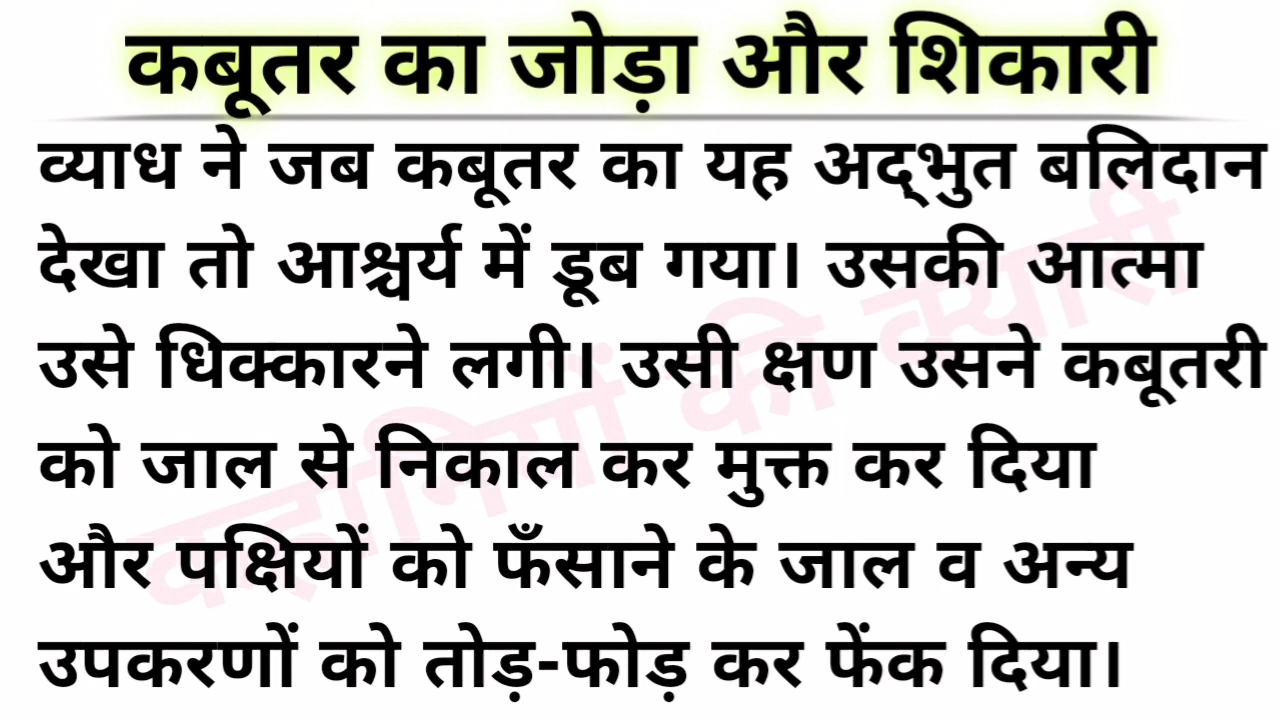 कबूतर का जोड़ा और शिकारी
व्याध ने जब कबूतर का यह अद्‌भुत बलिदान
देखा तो आश्चर्य में डूब गया। उसकी आत्मा
उसे धिक्कारने लगी। उसी क्षण उसने कबूतरी
को जाल से निकाल कर मुक्त कर दिया
और पक्षियों को फँसाने के जाल व अन्य
उपकरणों को तोड़-फोड़ कर फेंक दिया।
कहानियों की क्यारी